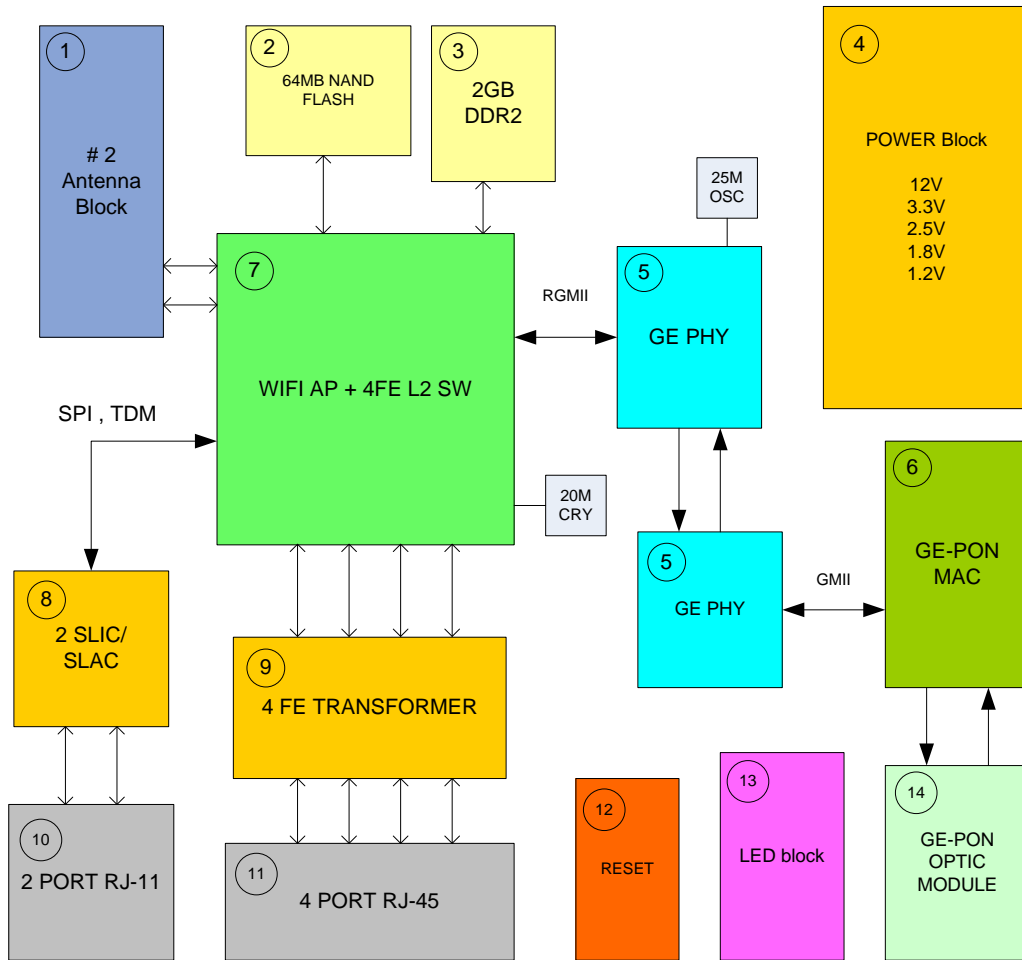 1
# 2
Antenna
Block
2
64MB NAND
FLASH
3
2GB
DDR2
4
POWER Block
12V
3.3V
2.5V
1.8V
1.2V
25M
OSC
7
WIFI AP + 4FE L2 SW
RGMII
5
GE PHY
SPI , TDM
20M
CRY
5
GE PHY
GMII
6
GE-PON
MAC
8
2 SLIC/
SLAC
9
4 FE TRANSFORMER
10
2 PORT RJ-11
11
4 PORT RJ-45
12
RESET
13
LED block
14
GE-PON
OPTIC
MODULE